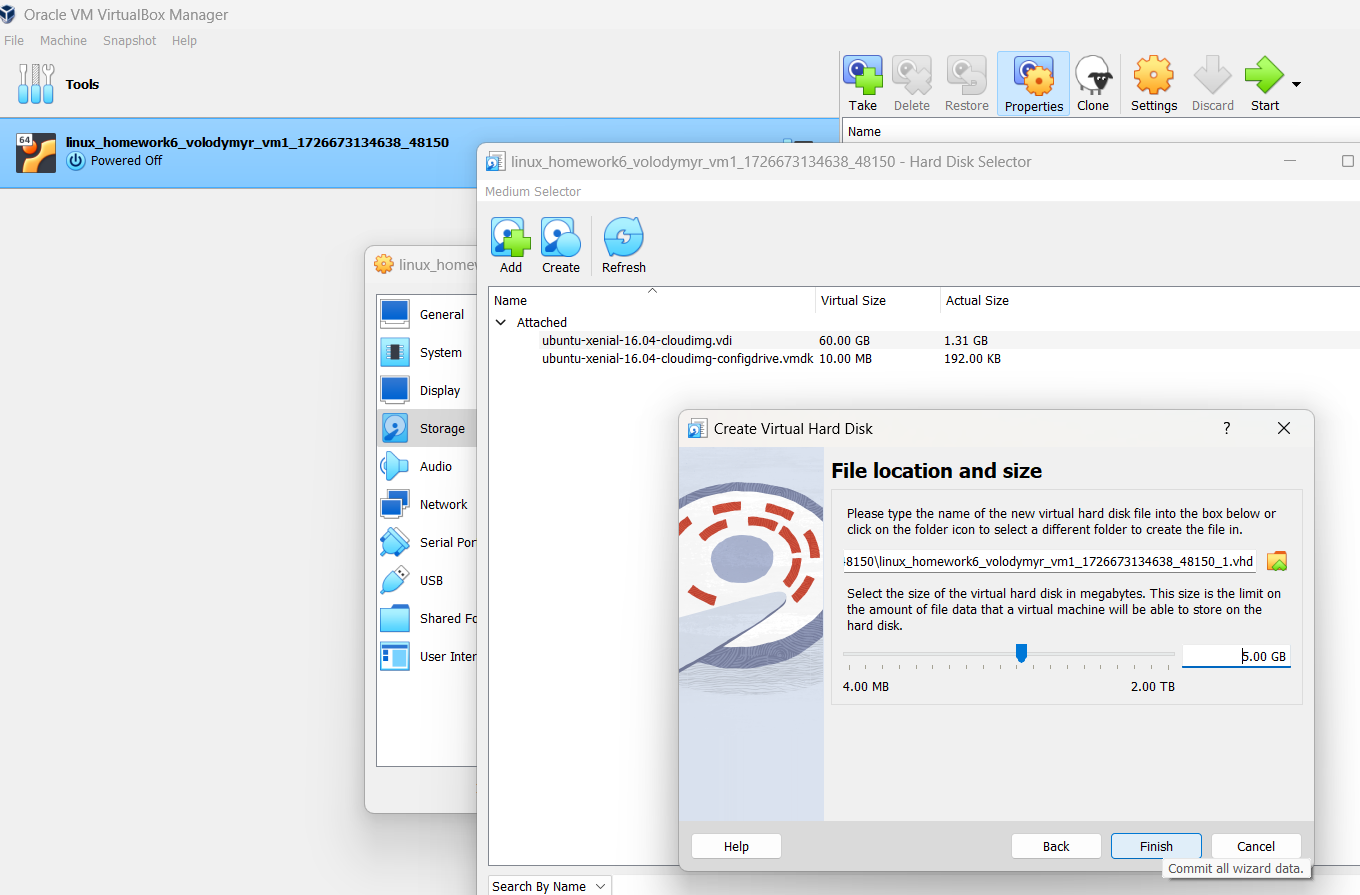 Oracle VM VirtualBox Manager
File Machine Snapshot Help
Tools
Take Delete Restore Properties Clone Settings Discard Start
Name
64
linux_homework6_volodymyr_vm1_1726673134638_48150
Powered Off
linux_homework6_volodymyr_vm1_1726673134638_48150 - Hard Disk Selector
Medium Selector
Add Create Refresh
Name Virtual Size Actual Size
Attached
ubuntu-xenial-16.04-cloudimg.vdi 60.00 GB 1.31 GB
ubuntu-xenial-16.04-cloudimg-configdrive.vmdk 10.00 MB 192.00 KB
linux_home
General
System
Display
Storage
Audio
Network
Serial Por
USB
Shared Fo
User Inter
Create Virtual Hard Disk
?
File location and size
Please type the name of the new virtual hard disk file into the box below or
click on the folder icon to select a different folder to create the file in.
48150\linux_homework6_volodymyr_vm1_1726673134638_48150_1.vhd
Select the size of the virtual hard disk in megabytes. This size is the limit on
the amount of file data that a virtual machine will be able to store on the
hard disk.
5.00 GB
4.00 MB 2.00 TB
Help Back Finish Cancel
Commit all wizard data.
Search By Name